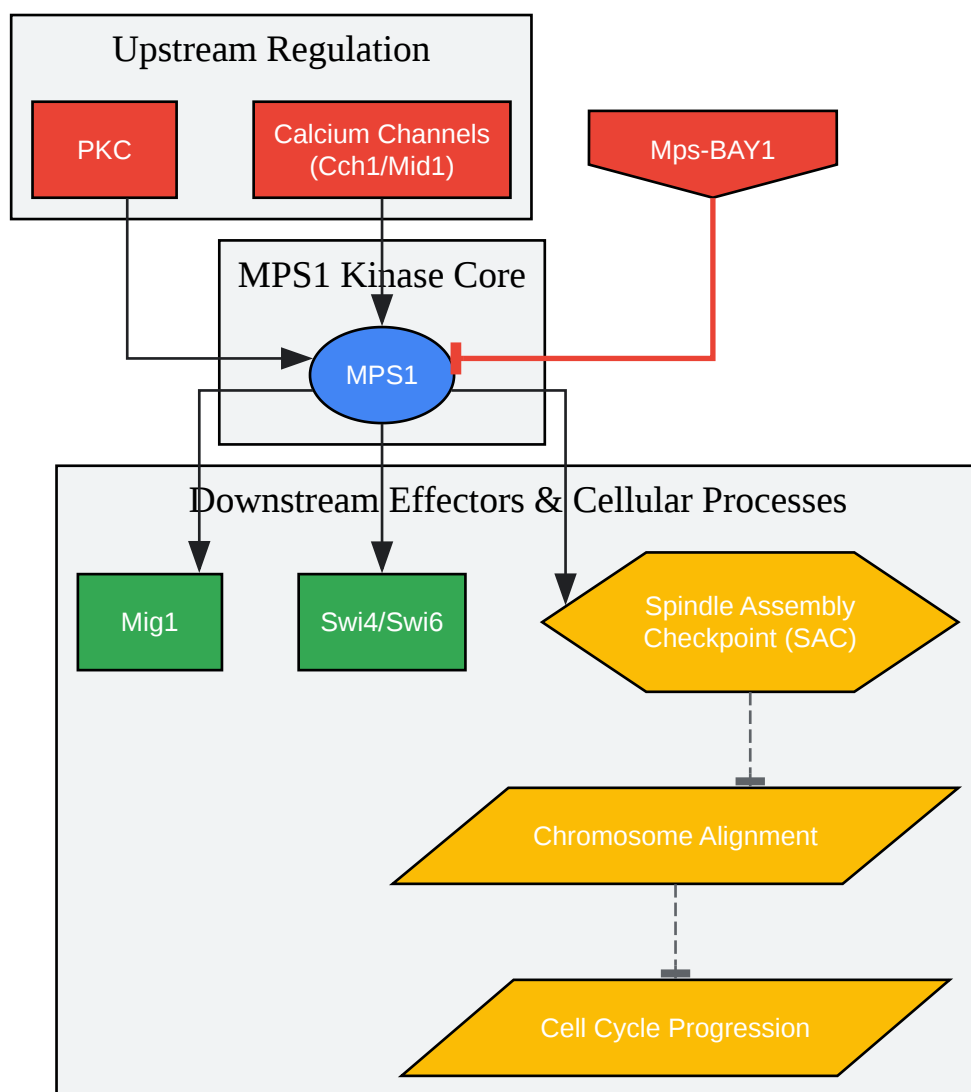 Upstream Regulation
PKC
Calcium Channels
(Cch1/Mid1)
Mps-BAY1
MPS1 Kinase Core
MPS1
Downstream Effectors & Cellular Processes
Mig1
Swi4/Swi6
Spindle Assembly
Checkpoint (SAC)
Chromosome Alignment
Cell Cycle Progression